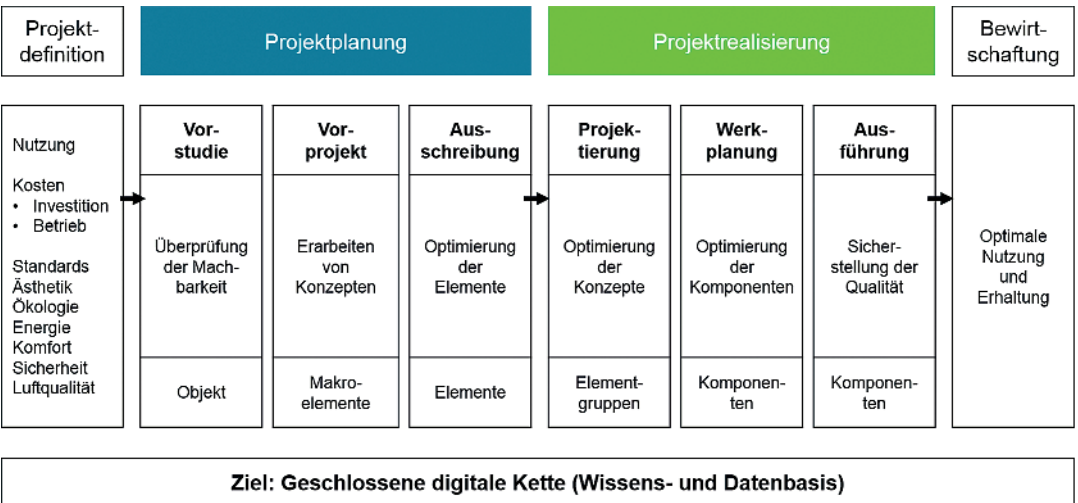 Projekt-
definition
Projektplanung
Projektrealisierung
Bewirt-
schaftung
Nutzung
Kosten
• Investition
• Betrieb
Standards
Ästhetik
Ökologie
Energie
Komfort
Sicherheit
Luftqualität
Vor-
studie
Überprüfung
der Mach-
barkeit
Objekt
Vor-
projekt
Erarbeiten
von
Konzepten
Makro-
elemente
Aus-
schreibung
Optimierung
der
Elemente
Elemente
Projek-
tierung
Optimierung
der
Konzepte
Element-
gruppen
Werk-
planung
Optimierung
der
Komponenten
Komponen-
ten
Aus-
führung
Sicher-
stellung der
Qualität
Komponen-
ten
Optimale
Nutzung
und
Erhaltung
Ziel: Geschlossene digitale Kette (Wissens- und Datenbasis)